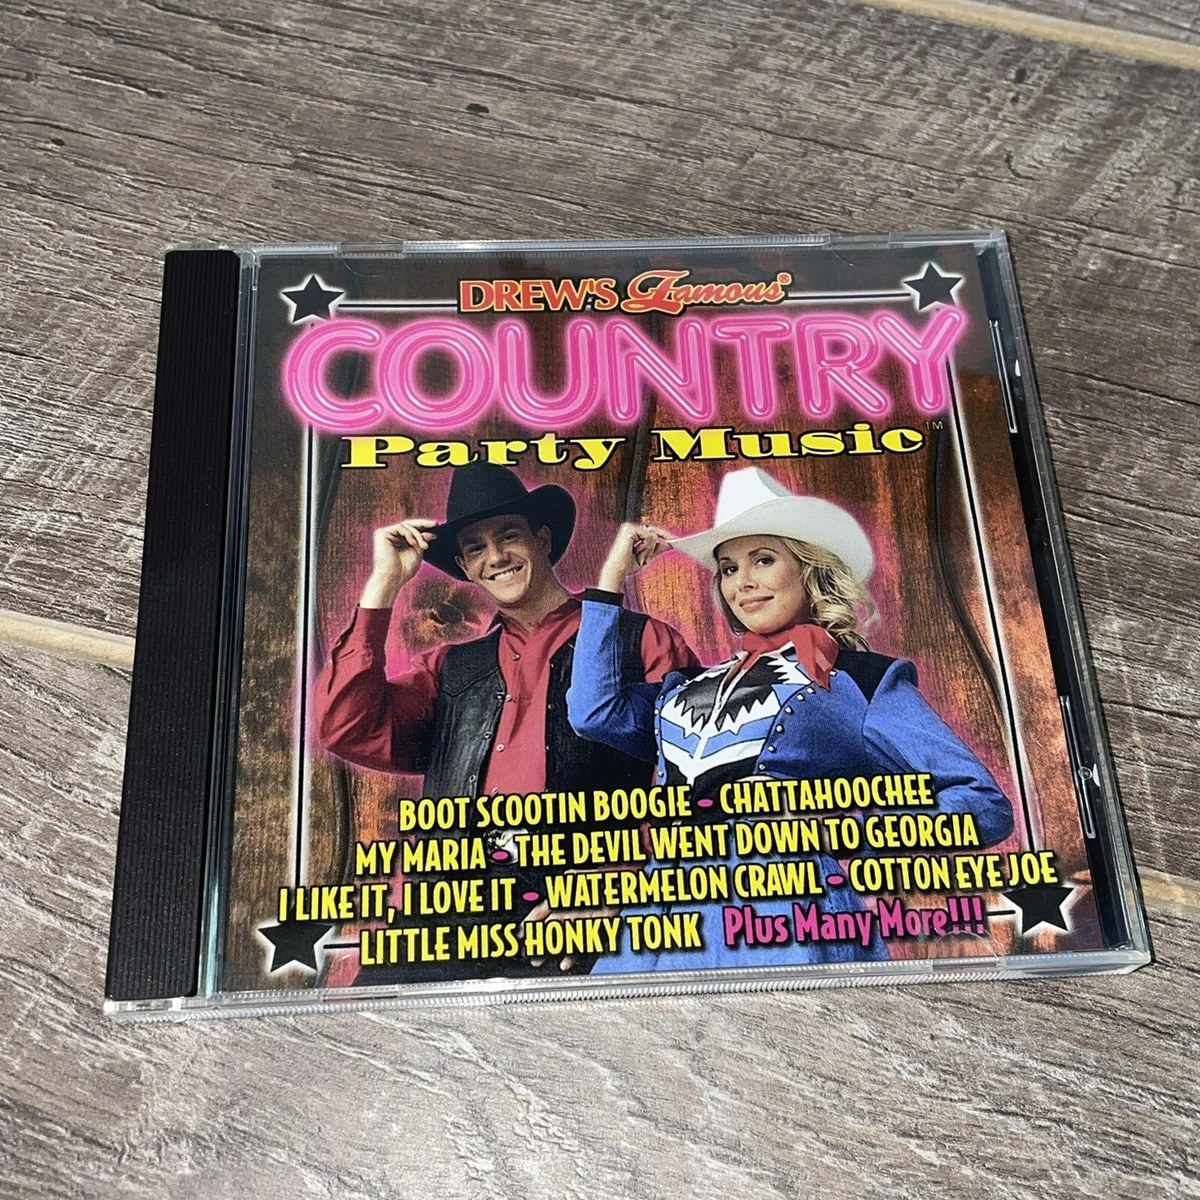 DREW'S Famous®
COUNTRY
Party Music™
BOOT SCOOTIN BOOGIE - CHATTAHOOCHEE
MY MARIA - THE DEVIL WENT DOWN TO GEORGIA
I LIKE IT, I LOVE IT - WATERMELON CRAWL - COTTON EYE JOE
LITTLE MISS HONKY TONK Plus Many More!!!